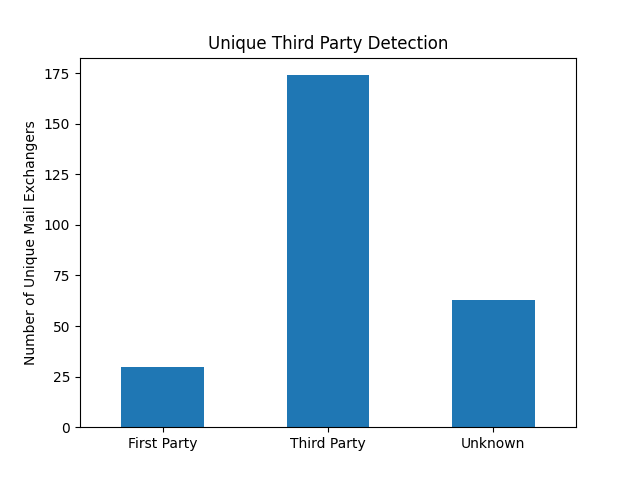 Unique Third Party Detection
Number of Unique Mail Exchangers
175
150
125
100
75
50
25
0
First Party
Third Party
Unknown